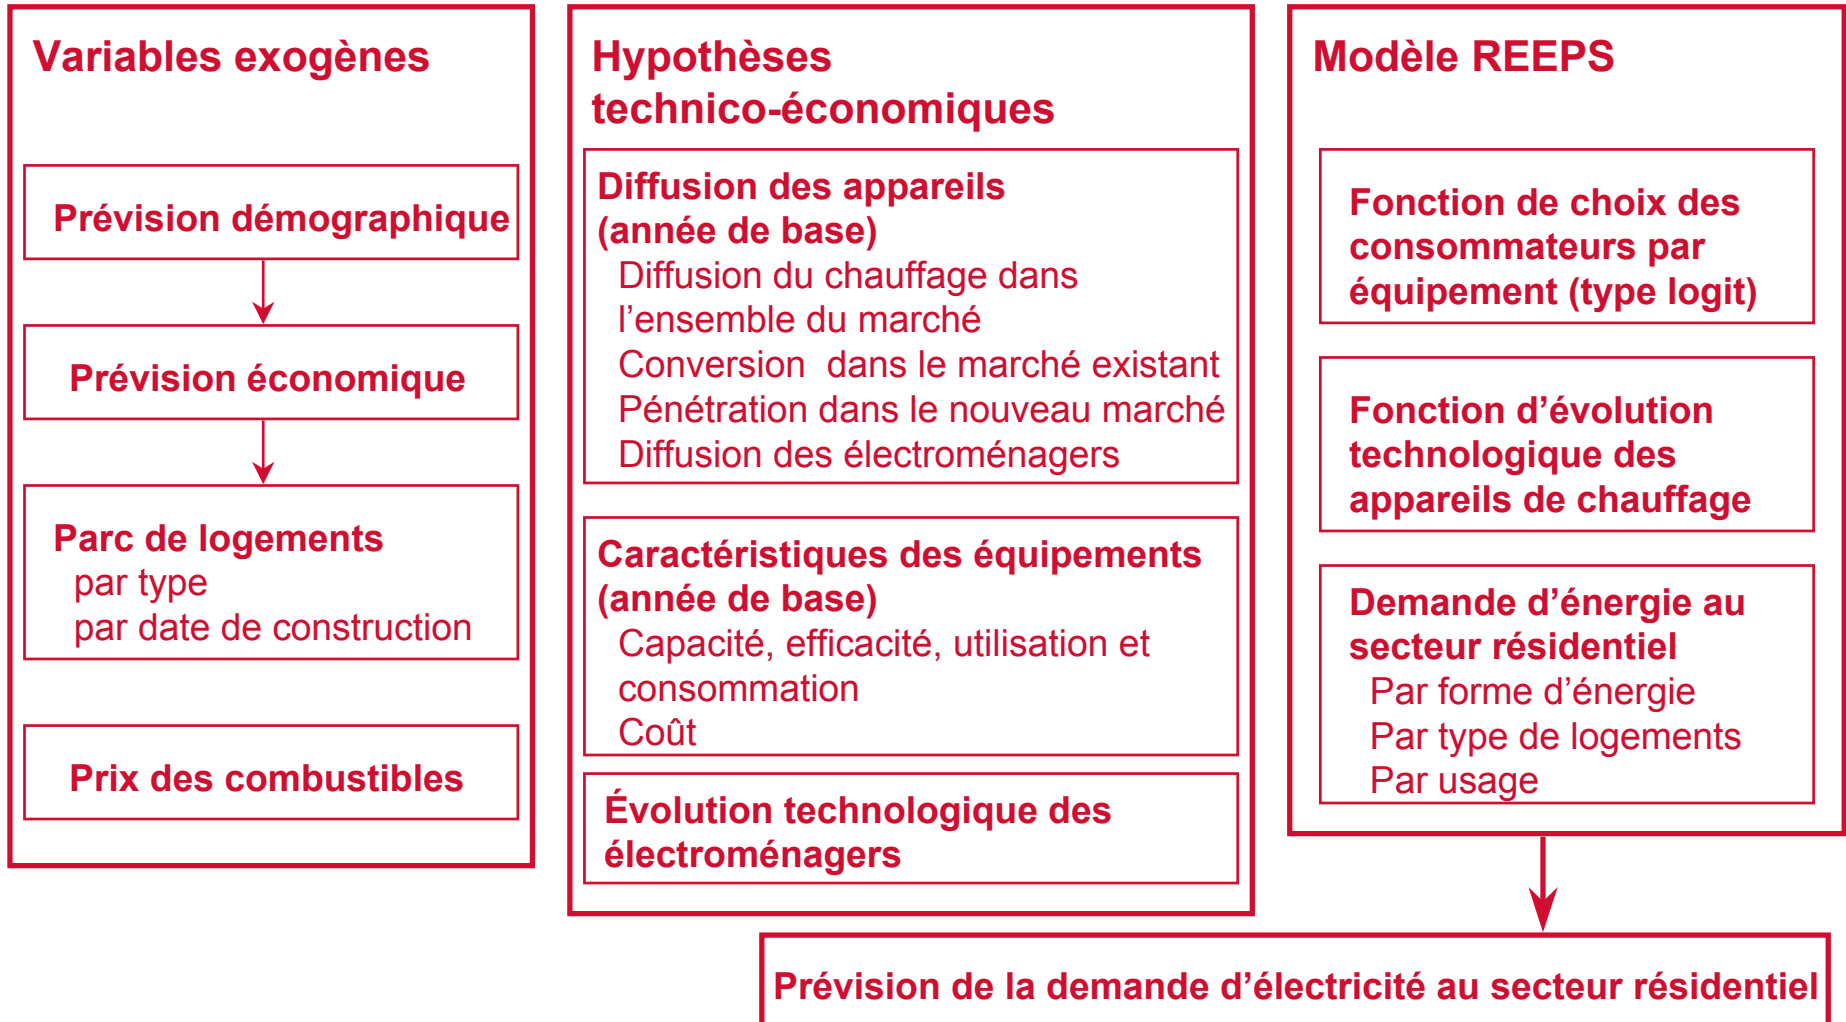 Variables exogènes
Prévision démographique
Prévision économique
Parc de logements
par type
par date de construction
Prix des combustibles
Hypothèses
technico-économiques
Diffusion des appareils
(année de base)
Diffusion du chauffage dans
l’ensemble du marché
Conversion dans le marché existant
Pénétration dans le nouveau marché
Diffusion des électroménagers
Caractéristiques des équipements
(année de base)
Capacité, efficacité, utilisation et
consommation
Coût
Évolution technologique des
électroménagers
Modèle REEPS
Fonction de choix des
consommateurs par
équipement (type logit)
Fonction d’évolution
technologique des
appareils de chauffage
Demande d’énergie au
secteur résidentiel
Par forme d’énergie
Par type de logements
Par usage
Prévision de la demande d’électricité au secteur résidentiel